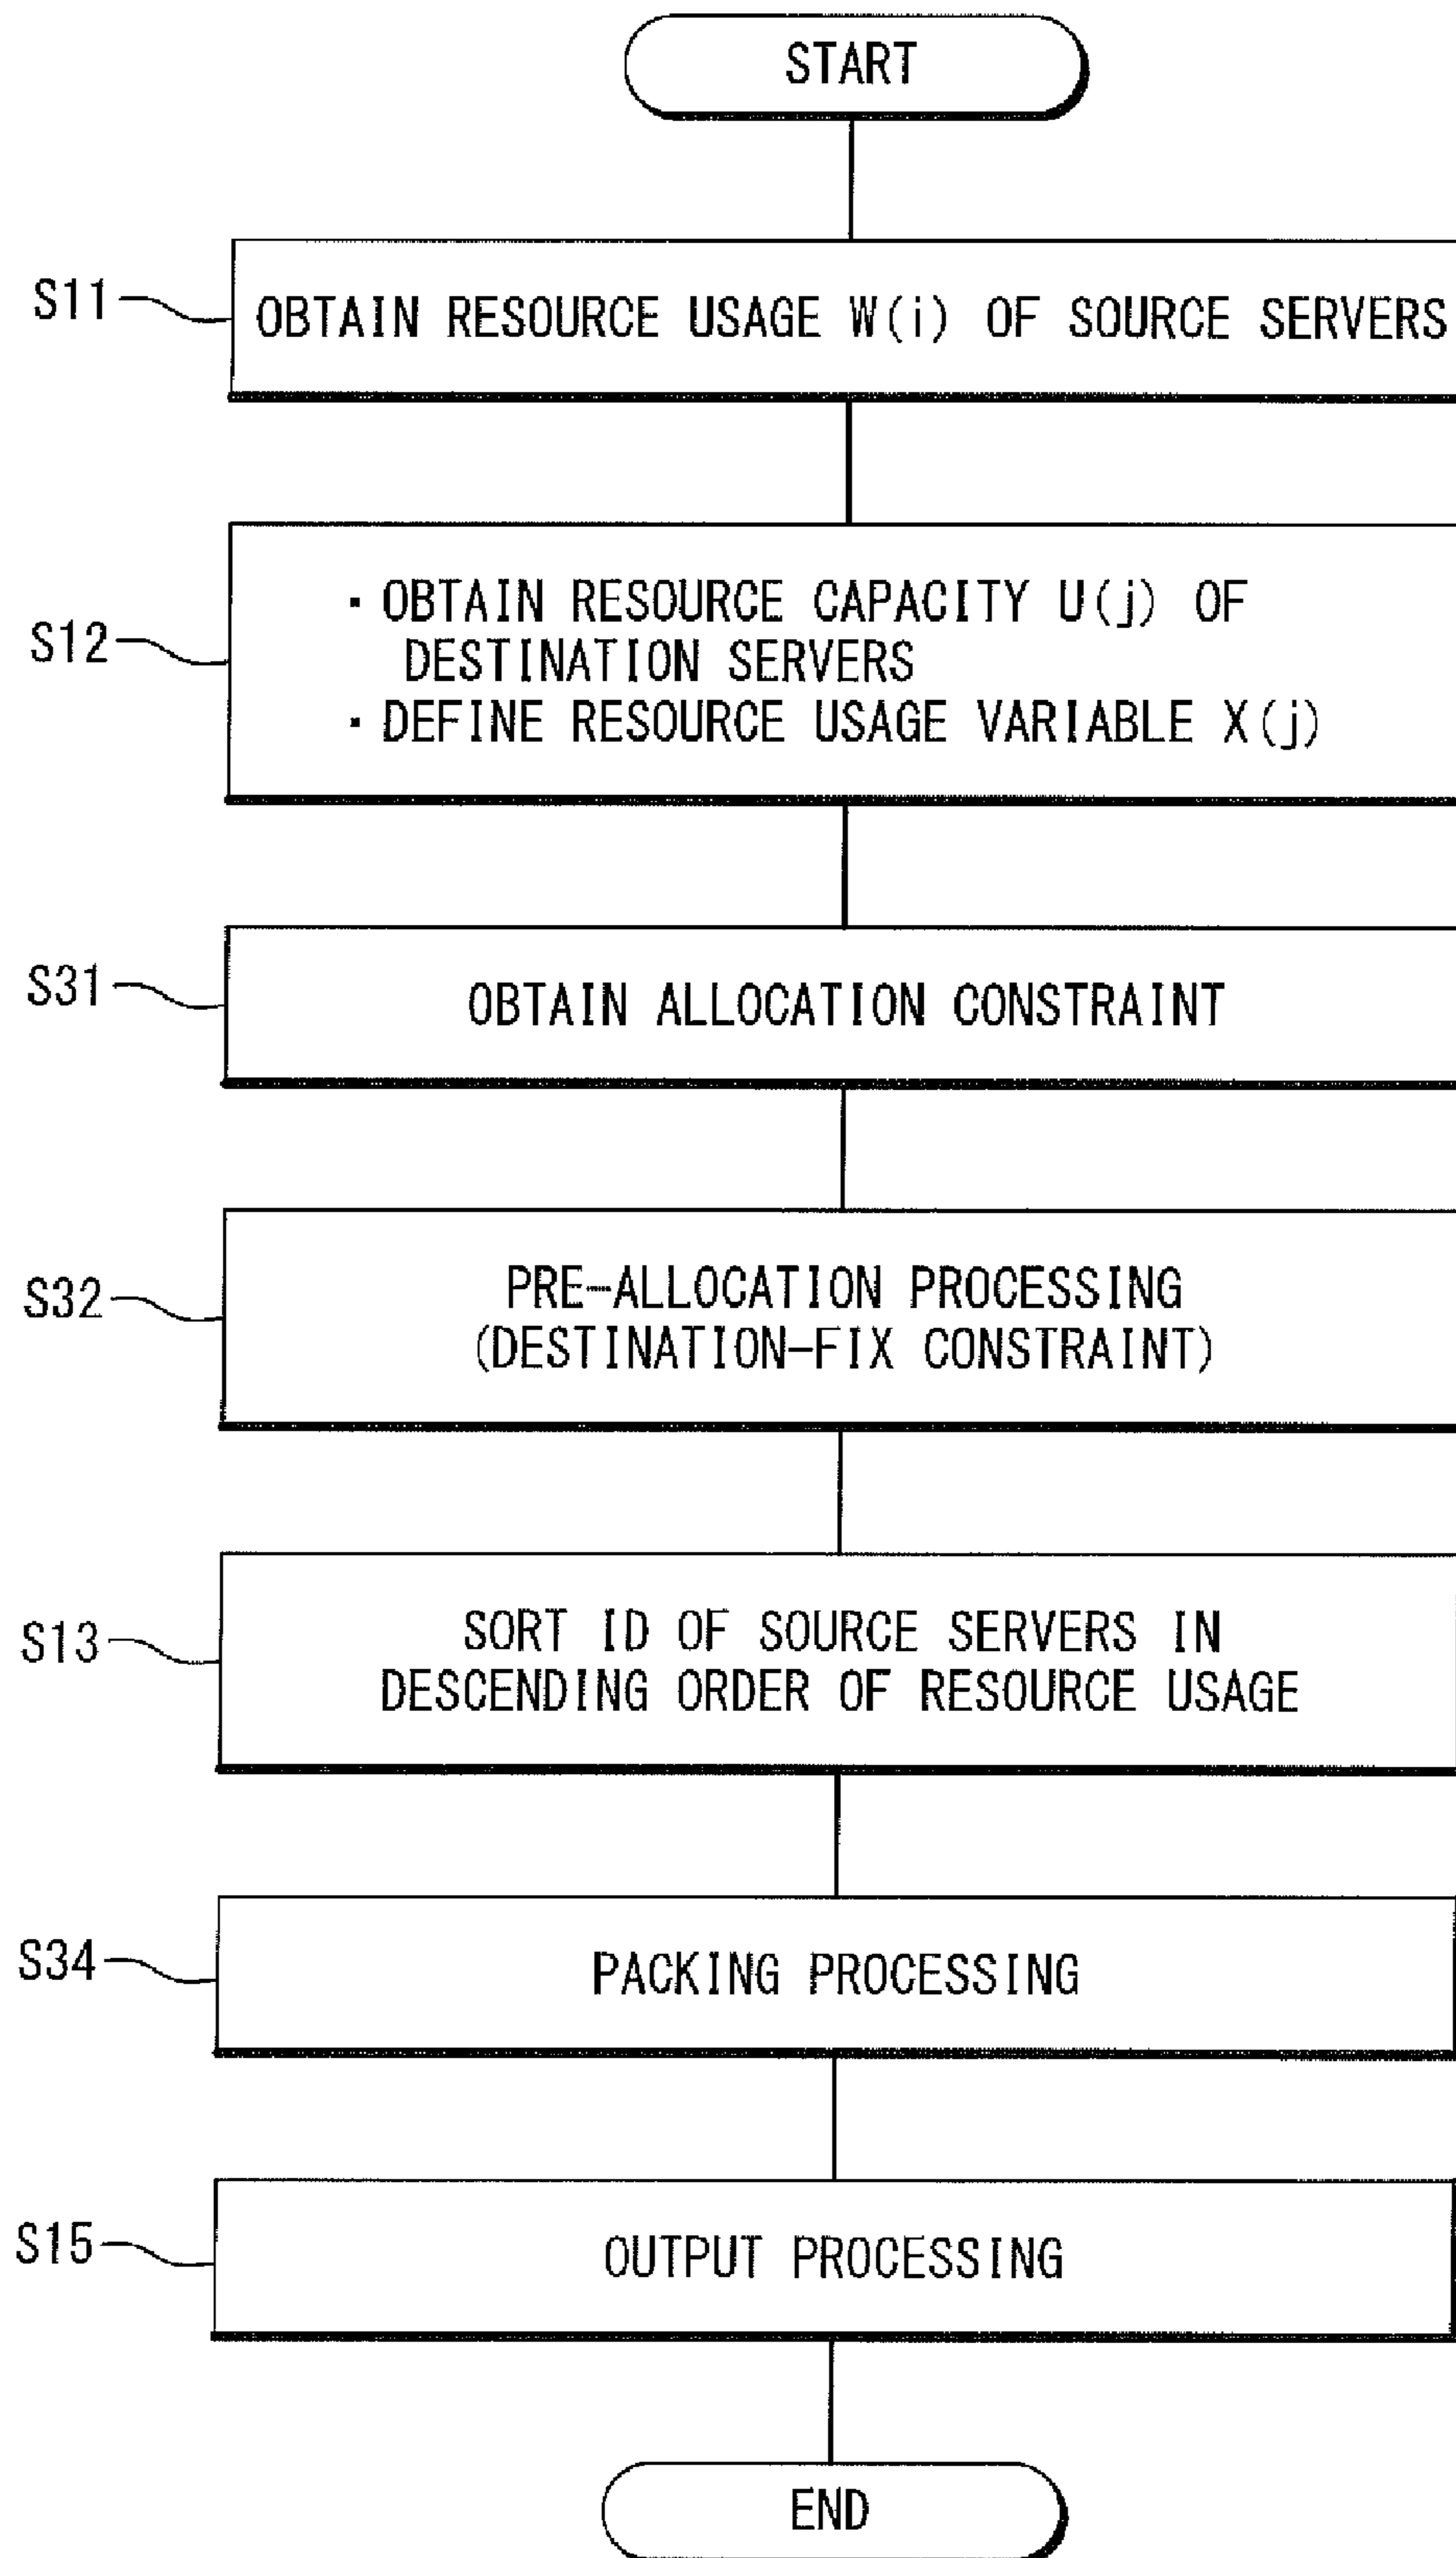 START
S11
OBTAIN RESOURCE USAGE W(i) OF SOURCE SERVERS
S12
・OBTAIN RESOURCE CAPACITY U(j) OF
DESTINATION SERVERS
・DEFINE RESOURCE USAGE VARIABLE X(j)
S31
OBTAIN ALLOCATION CONSTRAINT
S32
PRE-ALLOCATION PROCESSING
(DESTINATION-FIX CONSTRAINT)
S13
SORT ID OF SOURCE SERVERS IN
DESCENDING ORDER OF RESOURCE USAGE
S34
PACKING PROCESSING
S15
OUTPUT PROCESSING
END